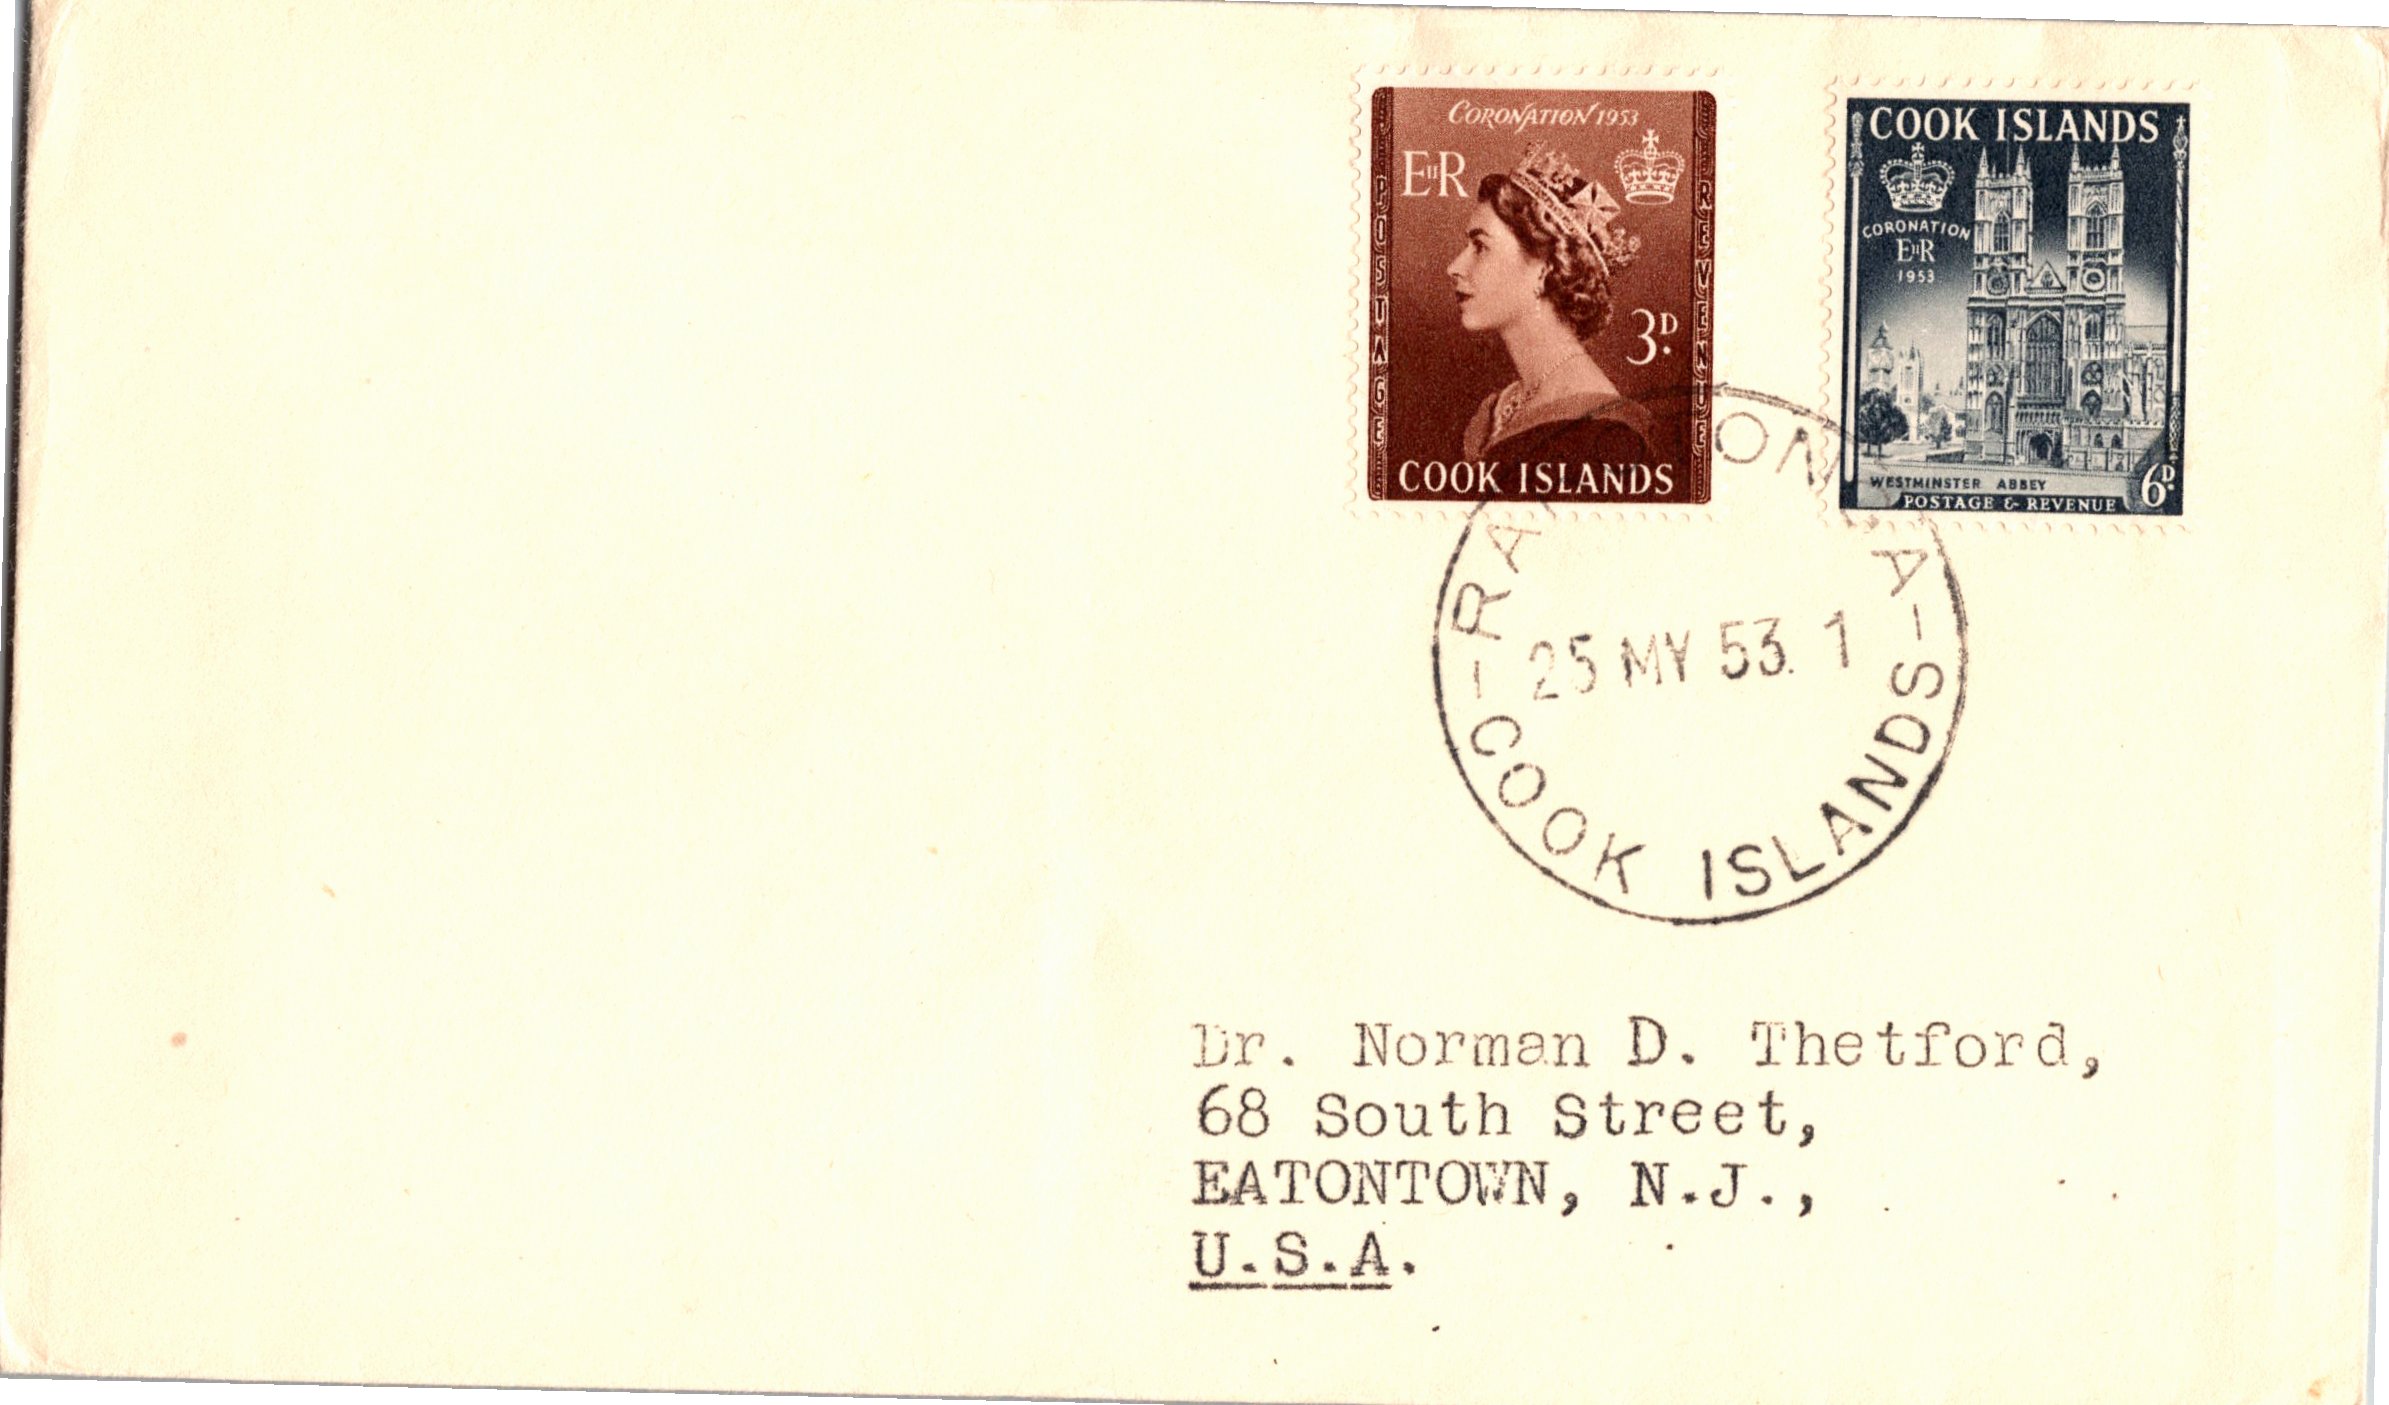 CORONATION 1953
EIIR
POSTAGE
REVENUE
3D.
COOK ISLANDS
COOK ISLANDS
CORONATION
EIIR
1953
WESTMINSTER ABBEY
POSTAGE & REVENUE
6D.
COOK ISLANDS
25 MY 53. 1
Dr. Norman D. Thetford,
68 South Street,
EATONTOWN, N.J.,
U.S.A.